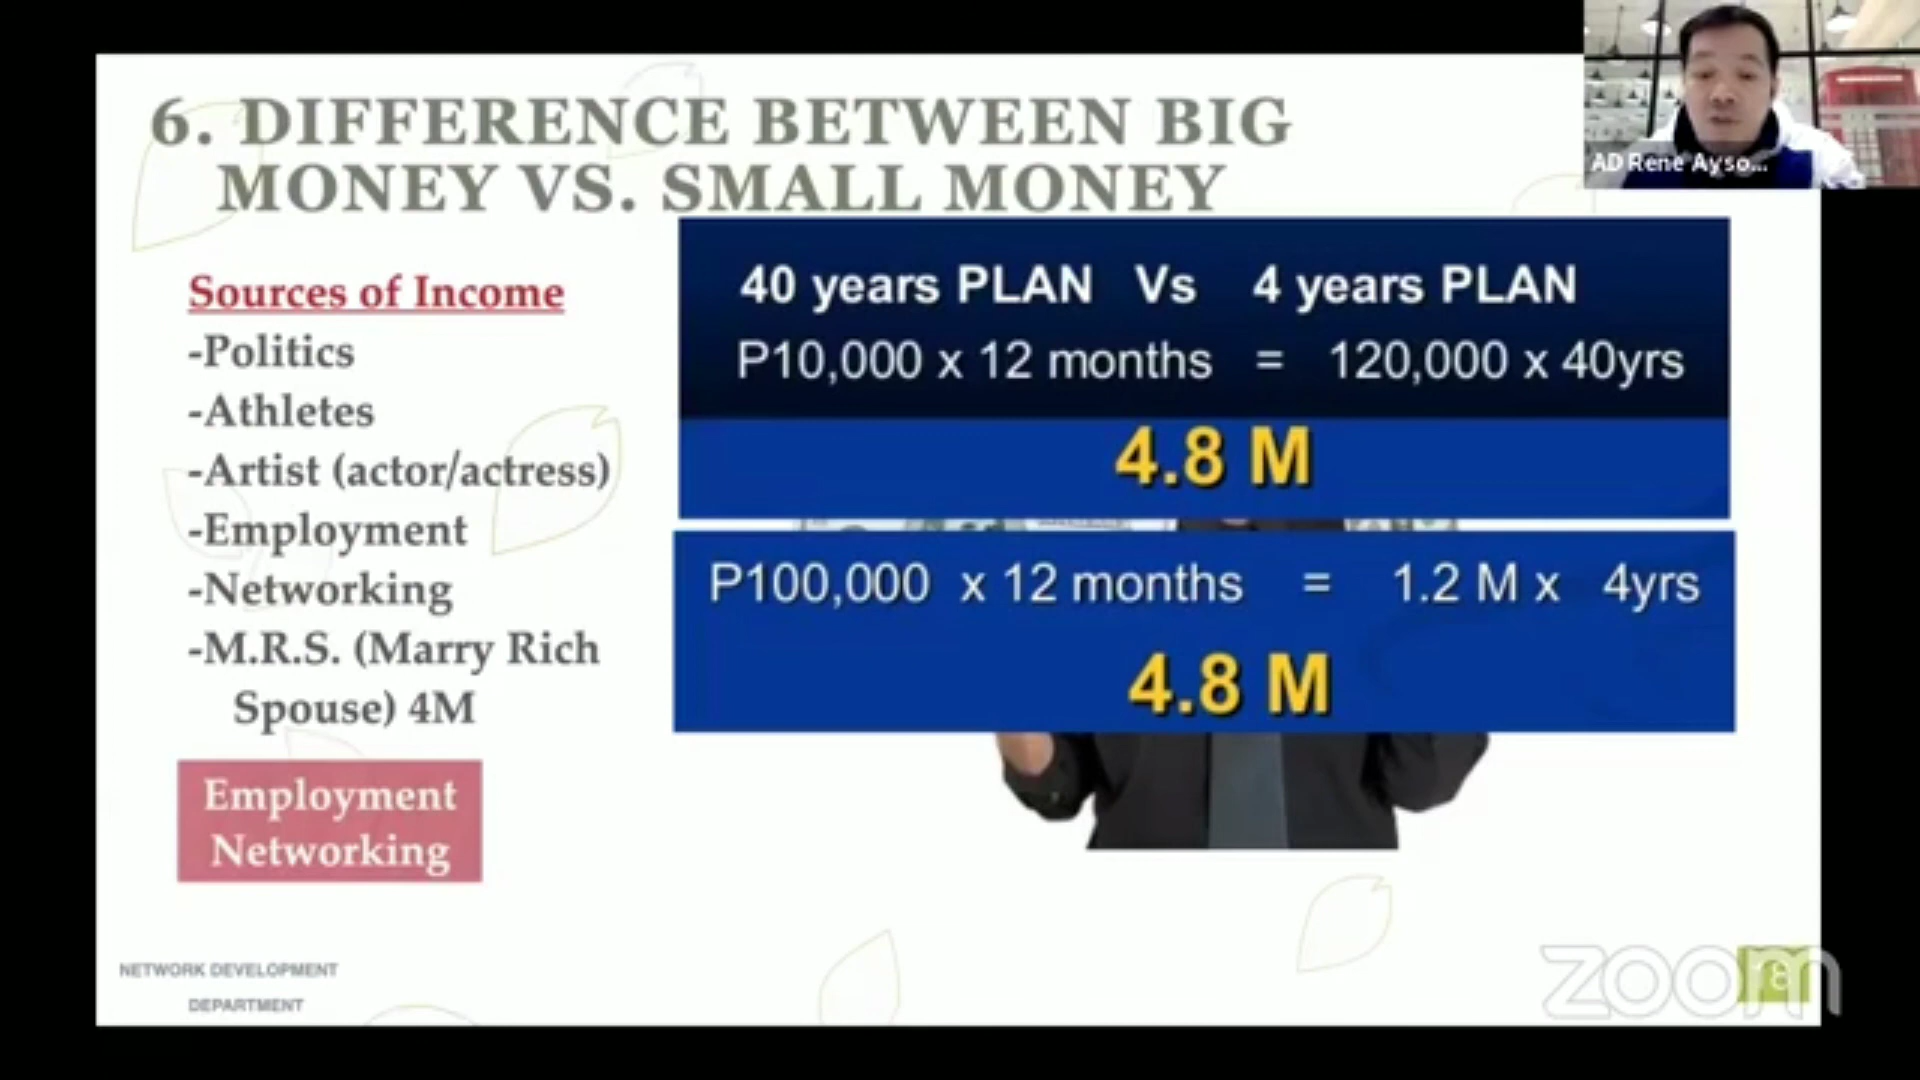 6. DIFFERENCE BETWEEN BIG
MONEY VS. SMALL MONEY
AD Rene Ayso...
Sources of Income
-Politics
-Athletes
-Artist (actor/actress)
-Employment
-Networking
-M.R.S. (Marry Rich
Spouse) 4M
Employment
Networking
40 years PLAN Vs 4 years PLAN
P10,000 x 12 months = 120,000 x 40yrs
4.8 M
P100,000 x 12 months = 1.2 M x 4yrs
4.8 M
NETWORK DEVELOPMENT
DEPARTMENT
zoom
18